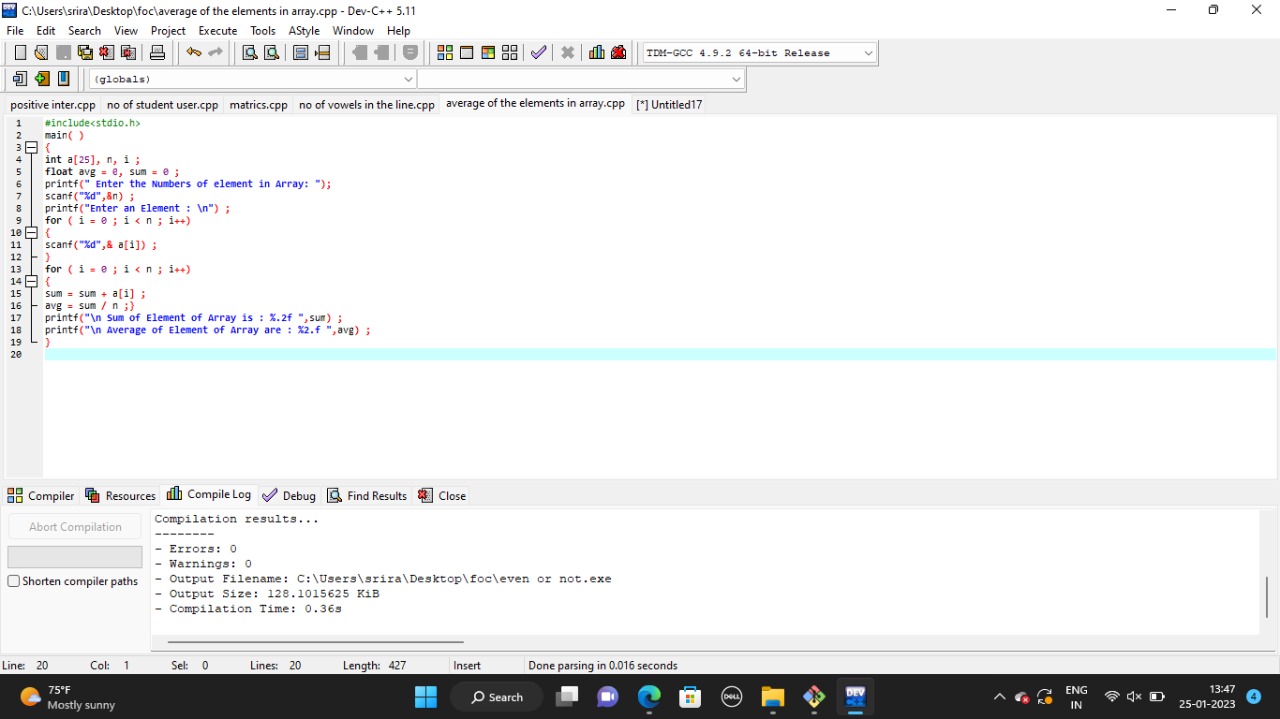 C:\Users\srira\Desktop\foc\average of the elements in array.cpp - Dev-C++ 5.11
File Edit Search View Project Execute Tools AStyle Window Help
TDM-GCC 4.9.2 64-bit Release
(globals)
positive inter.cpp no of student user.cpp matrics.cpp no of vowels in the line.cpp average of the elements in array.cpp [*] Untitled17
1 #include<stdio.h>
2 main( )
3 {
4 int a[25], n, i ;
5 float avg = 0, sum = 0 ;
6 printf(" Enter the Numbers of element in Array: ");
7 scanf("%d",&n) ;
8 printf("Enter an Element : \n") ;
9 for ( i = 0 ; i < n ; i++)
10 {
11 scanf("%d",& a[i]) ;
12 }
13 for ( i = 0 ; i < n ; i++)
14 {
15 sum = sum + a[i] ;
16 avg = sum / n ;}
17 printf("\n Sum of Element of Array is : %.2f ",sum) ;
18 printf("\n Average of Element of Array are : %2.f ",avg) ;
19 }
20
Compiler Resources Compile Log Debug Find Results Close
Abort Compilation
Shorten compiler paths
Compilation results...
--------
- Errors: 0
- Warnings: 0
- Output Filename: C:\Users\srira\Desktop\foc\even or not.exe
- Output Size: 128.1015625 KiB
- Compilation Time: 0.36s
Line: 20 Col: 1 Sel: 0 Lines: 20 Length: 427 Insert Done parsing in 0.016 seconds
75°F
Mostly sunny
Search
DELL
DEV
ENG
IN
13:47
25-01-2023
4